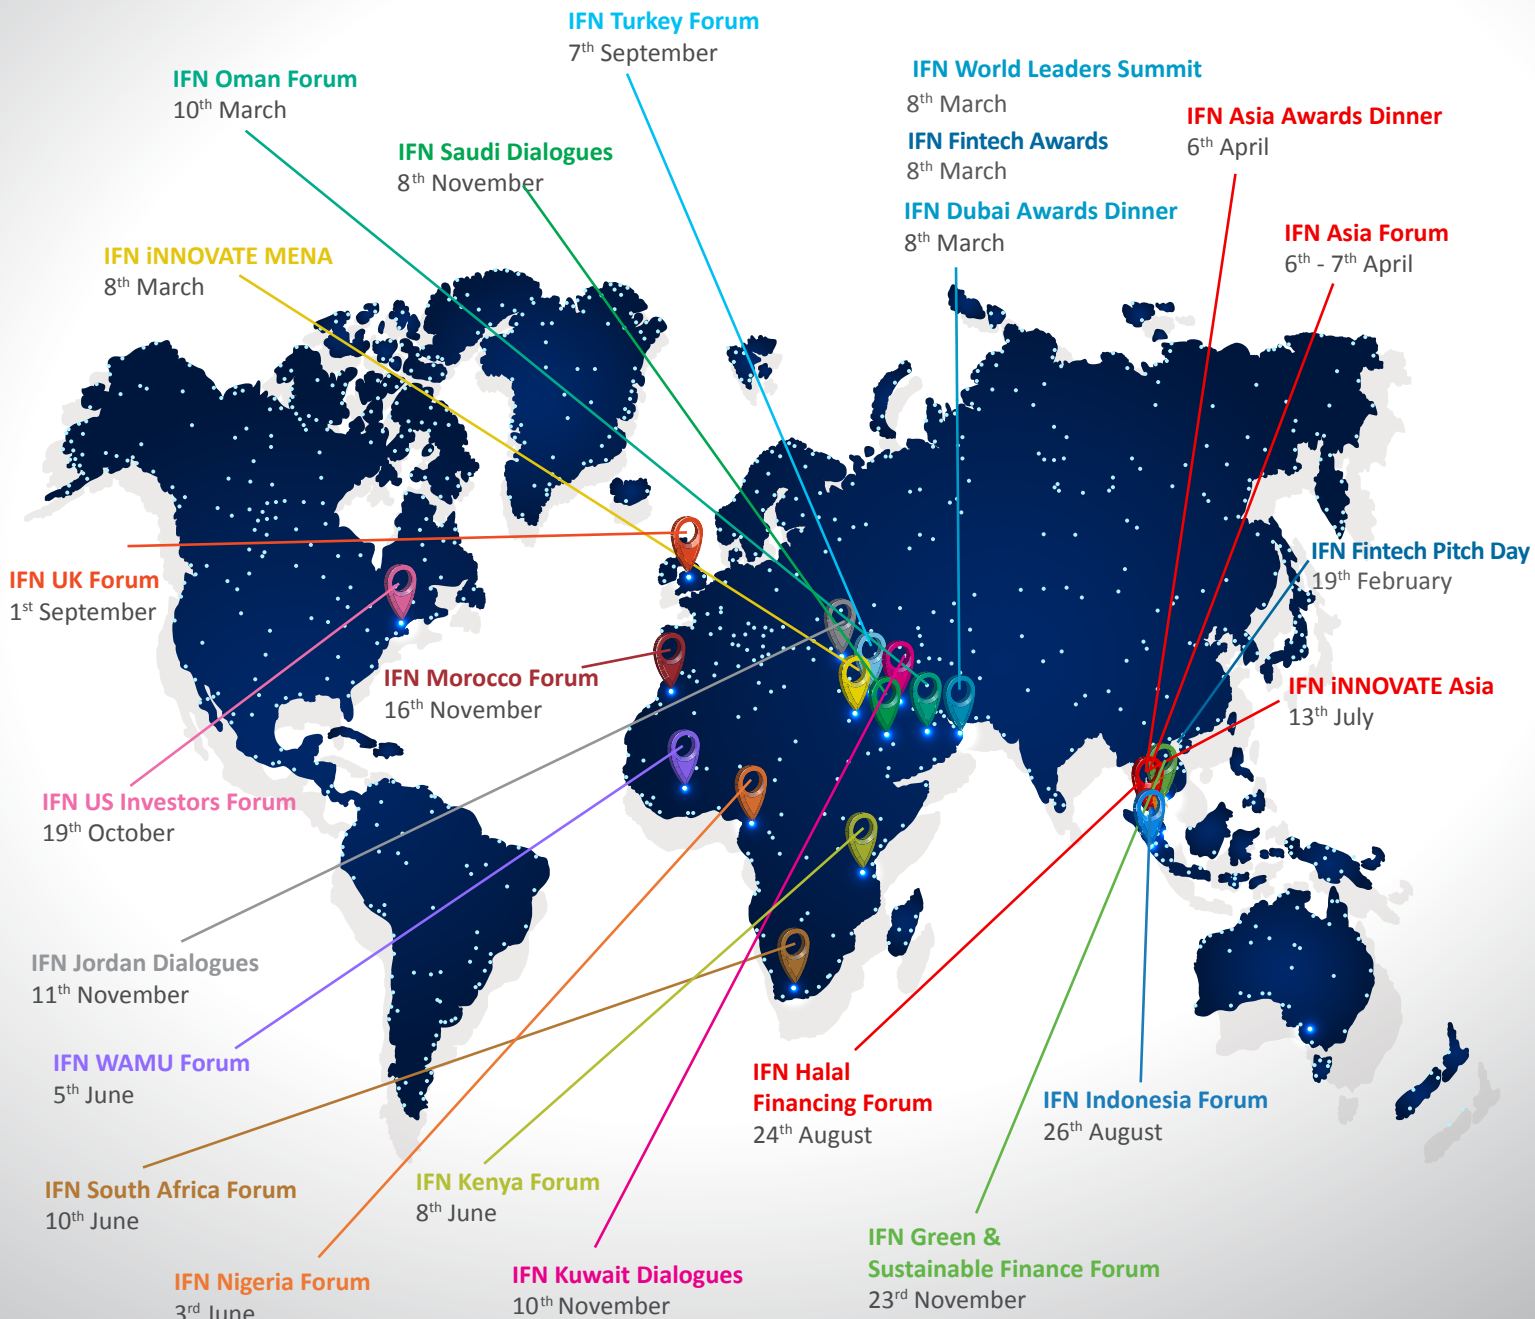 IFN Turkey Forum
7th September
IFN Oman Forum
10th March
IFN World Leaders Summit
8th March
IFN Asia Awards Dinner
6th April
IFN Saudi Dialogues
8th November
IFN Fintech Awards
8th March
IFN Dubai Awards Dinner
8th March
IFN Asia Forum
6th - 7th April
IFN iNNOVATE MENA
8th March
IFN Fintech Pitch Day
19th February
IFN UK Forum
1st September
IFN Morocco Forum
16th November
IFN iNNOVATE Asia
13th July
IFN US Investors Forum
19th October
IFN Jordan Dialogues
11th November
IFN WAMU Forum
5th June
IFN Halal
Financing Forum
24th August
IFN Indonesia Forum
26th August
IFN South Africa Forum
10th June
IFN Kenya Forum
8th June
IFN Green &
Sustainable Finance Forum
23rd November
IFN Nigeria Forum
3rd June
IFN Kuwait Dialogues
10th November